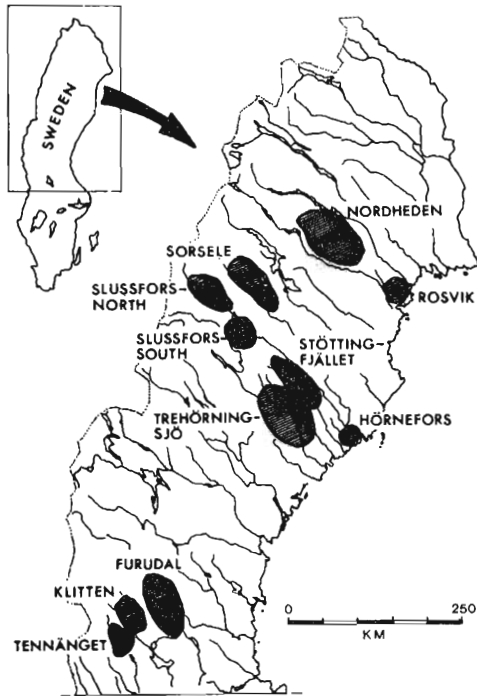 SWEDEN
NORDHEDEN
SORSELE
SLUSSFORS-
NORTH
ROSVIK
SLUSSFORS
SOUTH
STÖTTING-
FJÄLLET
TREHÖRNING-
SJÖ
HÖRNEFORS
FURUDAL
KLITTEN
TENNÄNGET
0 250
KM